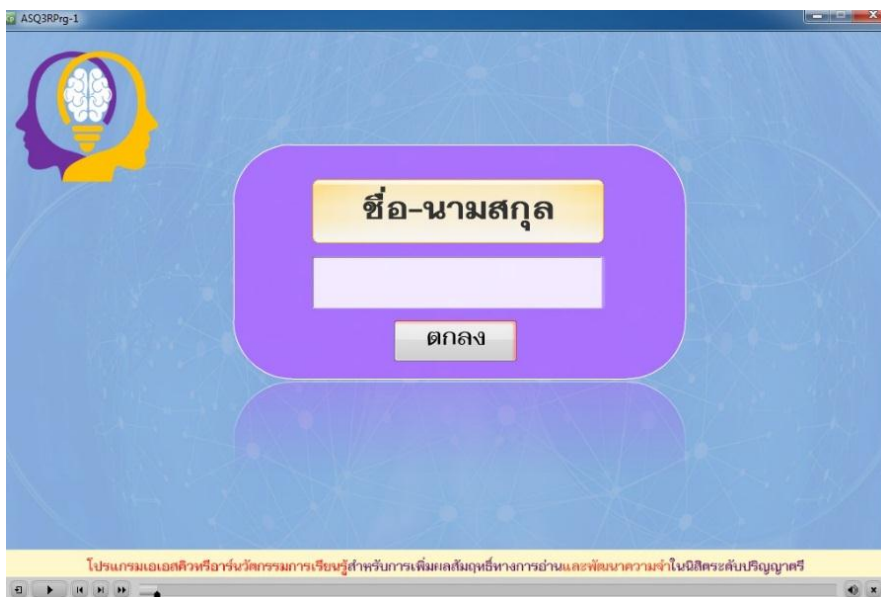 ASQ3RPrg-1
ชื่อ-นามสกุล
ตกลง
โปรแกรมเอเอสคิวทรีอาร์นวัตกรรมการเรียนรู้สำหรับการเพิ่มผลสัมฤทธิ์ทางการอ่านและพัฒนาความจำในนิสิตระดับปริญญาตรี